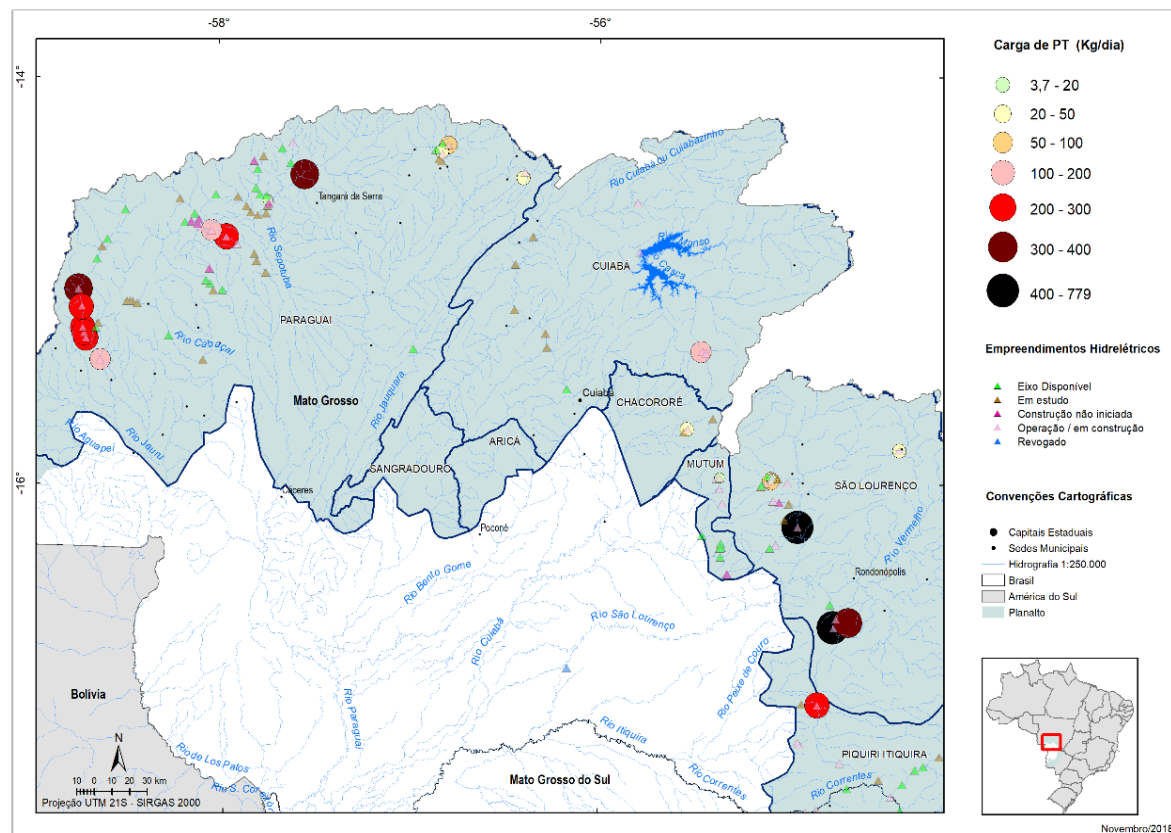 -58°
-56°
-14°
-16°
Rio Cuiabá ou Cuiabazinho
Tangará da Serra
Rio Sepotuba
CUIABÁ
PARAGUAI
Rio Cabaçal
Mato Grosso
Rio Jauquara
Cuiabá
CHACORORÉ
Rio Aguapeí
Rio Jauru
ARICÁ
SANGRADOURO
MUTUM
SÃO LOURENÇO
Cáceres
Poconé
Rio Vermelho
Rondonópolis
Rio Bento Gome
Rio São Lourenço
Rio Cuiabá
Rio Peixe de Couro
Bolívia
Rio Paraguai
Rio Itiquira
PIQUIRI ITIQUIRA
Rio de Los Patos
Mato Grosso do Sul
Rio Correntes
Rio Correntes
N
10 0 10 20 30 km
Projeção UTM 21S - SIRGAS 2000
Carga de PT (Kg/dia)
3,7 - 20
20 - 50
50 - 100
100 - 200
200 - 300
300 - 400
400 - 779
Empreendimentos Hidrelétricos
Eixo Disponível
Em estudo
Construção não iniciada
Operação / em construção
Revogado
Convenções Cartográficas
Capitais Estaduais
Sedes Municipais
Hidrografia 1:250.000
Brasil
América do Sul
Planalto
Novembro/2018